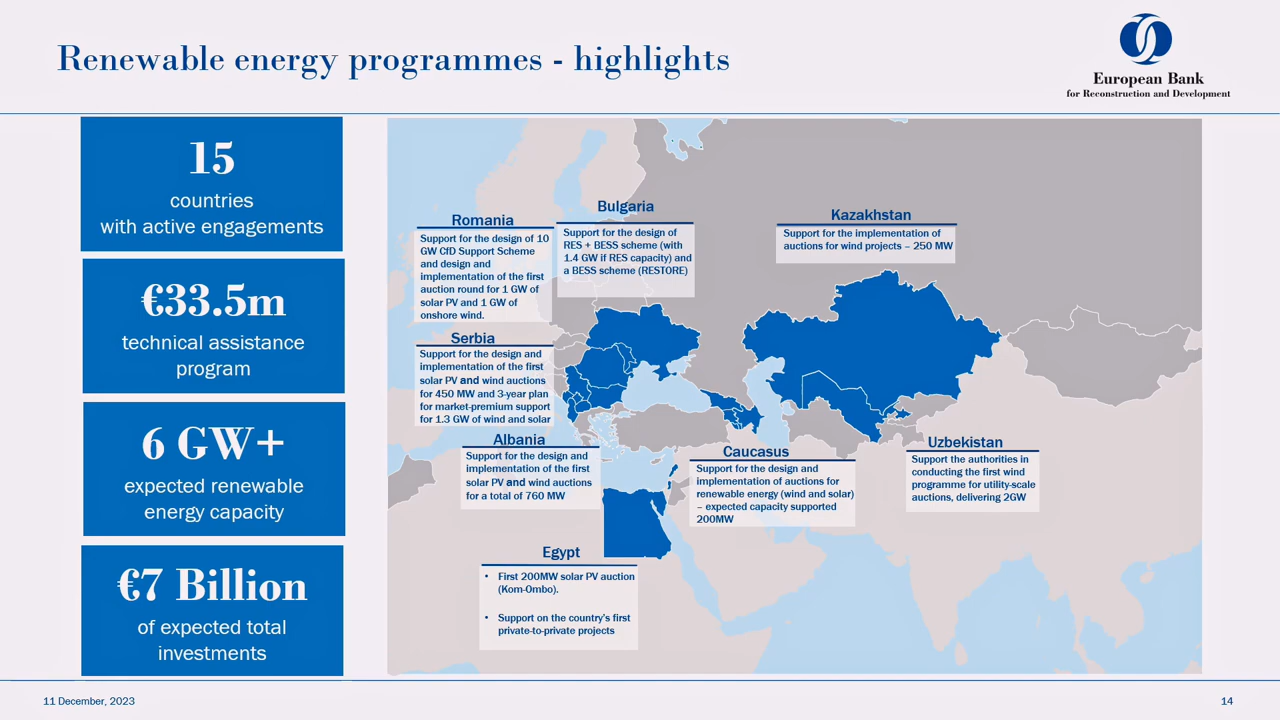 Renewable energy programmes - highlights
European Bank
for Reconstruction and Development
15
countries
with active engagements
€33.5m
technical assistance
program
6 GW+
expected renewable
energy capacity
€7 Billion
of expected total
investments
Romania
Support for the design of 10
GW CfD Support Scheme
and design and
implementation of the first
auction round for 1 GW of
solar PV and 1 GW of
onshore wind.
Bulgaria
Support for the design of
RES + BESS scheme (with
1.4 GW if RES capacity) and
a BESS scheme (RESTORE)
Kazakhstan
Support for the implementation of
auctions for wind projects – 250 MW
Serbia
Support for the design and
implementation of the first
solar PV and wind auctions
for 450 MW and 3-year plan
for market-premium support
for 1.3 GW of wind and solar
Albania
Support for the design and
implementation of the first
solar PV and wind auctions
for a total of 760 MW
Caucasus
Support for the design and
implementation of auctions for
renewable energy (wind and solar)
– expected capacity supported
200MW
Uzbekistan
Support the authorities in
conducting the first wind
programme for utility-scale
auctions, delivering 2GW
Egypt
• First 200MW solar PV auction
(Kom-Ombo).
• Support on the country's first
private-to-private projects
11 December, 2023
14